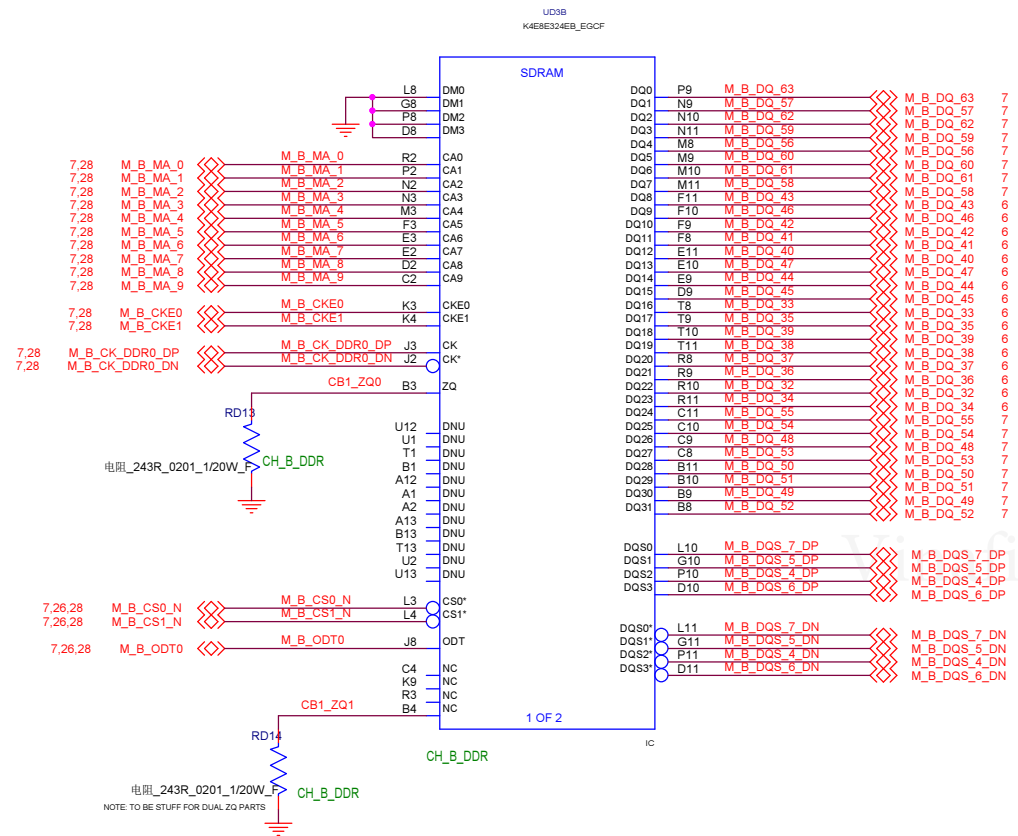 UD3B
K4E8E324EB_EGCF
SDRAM
L8 DM0
G8 DM1
P8 DM2
D8 DM3
7,28 M_B_MA_0 M_B_MA_0 R2 CA0
7,28 M_B_MA_1 M_B_MA_1 P2 CA1
7,28 M_B_MA_2 M_B_MA_2 N2 CA2
7,28 M_B_MA_3 M_B_MA_3 N3 CA3
7,28 M_B_MA_4 M_B_MA_4 M3 CA4
7,28 M_B_MA_5 M_B_MA_5 F3 CA5
7,28 M_B_MA_6 M_B_MA_6 E3 CA6
7,28 M_B_MA_7 M_B_MA_7 E2 CA7
7,28 M_B_MA_8 M_B_MA_8 D2 CA8
7,28 M_B_MA_9 M_B_MA_9 C2 CA9
7,28 M_B_CKE0 M_B_CKE0 K3 CKE0
7,28 M_B_CKE1 M_B_CKE1 K4 CKE1
7,28 M_B_CK_DDR0_DP M_B_CK_DDR0_DP J3 CK
7,28 M_B_CK_DDR0_DN M_B_CK_DDR0_DN J2 CK*
CB1_ZQ0 B3 ZQ
RD13
电阻_243R_0201_1/20W_F
CH_B_DDR
U12 DNU
U1 DNU
T1 DNU
B1 DNU
A12 DNU
A1 DNU
A2 DNU
A13 DNU
B13 DNU
T13 DNU
U2 DNU
U13 DNU
7,26,28 M_B_CS0_N M_B_CS0_N L3 CS0*
7,26,28 M_B_CS1_N M_B_CS1_N L4 CS1*
7,26,28 M_B_ODT0 M_B_ODT0 J8 ODT
C4 NC
K9 NC
R3 NC
CB1_ZQ1 B4 NC
RD14
电阻_243R_0201_1/20W_F
CH_B_DDR
NOTE: TO BE STUFF FOR DUAL ZQ PARTS
DQ0 P9 M_B_DQ_63 M_B_DQ_63 7
DQ1 N9 M_B_DQ_57 M_B_DQ_57 7
DQ2 N10 M_B_DQ_62 M_B_DQ_62 7
DQ3 N11 M_B_DQ_59 M_B_DQ_59 7
DQ4 M8 M_B_DQ_56 M_B_DQ_56 7
DQ5 M9 M_B_DQ_60 M_B_DQ_60 7
DQ6 M10 M_B_DQ_61 M_B_DQ_61 7
DQ7 M11 M_B_DQ_58 M_B_DQ_58 7
DQ8 F11 M_B_DQ_43 M_B_DQ_43 6
DQ9 F10 M_B_DQ_46 M_B_DQ_46 6
DQ10 F9 M_B_DQ_42 M_B_DQ_42 6
DQ11 F8 M_B_DQ_41 M_B_DQ_41 6
DQ12 E11 M_B_DQ_40 M_B_DQ_40 6
DQ13 E10 M_B_DQ_47 M_B_DQ_47 6
DQ14 E9 M_B_DQ_44 M_B_DQ_44 6
DQ15 D9 M_B_DQ_45 M_B_DQ_45 6
DQ16 T8 M_B_DQ_33 M_B_DQ_33 6
DQ17 T9 M_B_DQ_35 M_B_DQ_35 6
DQ18 T10 M_B_DQ_39 M_B_DQ_39 6
DQ19 T11 M_B_DQ_38 M_B_DQ_38 6
DQ20 R8 M_B_DQ_37 M_B_DQ_37 6
DQ21 R9 M_B_DQ_36 M_B_DQ_36 6
DQ22 R10 M_B_DQ_32 M_B_DQ_32 6
DQ23 R11 M_B_DQ_34 M_B_DQ_34 6
DQ24 C11 M_B_DQ_55 M_B_DQ_55 7
DQ25 C10 M_B_DQ_54 M_B_DQ_54 7
DQ26 C9 M_B_DQ_48 M_B_DQ_48 7
DQ27 C8 M_B_DQ_53 M_B_DQ_53 7
DQ28 B11 M_B_DQ_50 M_B_DQ_50 7
DQ29 B10 M_B_DQ_51 M_B_DQ_51 7
DQ30 B9 M_B_DQ_49 M_B_DQ_49 7
DQ31 B8 M_B_DQ_52 M_B_DQ_52 7
DQS0 L10 M_B_DQS_7_DP M_B_DQS_7_DP
DQS1 G10 M_B_DQS_5_DP M_B_DQS_5_DP
DQS2 P10 M_B_DQS_4_DP M_B_DQS_4_DP
DQS3 D10 M_B_DQS_6_DP M_B_DQS_6_DP
DQS0* L11 M_B_DQS_7_DN M_B_DQS_7_DN
DQS1* G11 M_B_DQS_5_DN M_B_DQS_5_DN
DQS2* P11 M_B_DQS_4_DN M_B_DQS_4_DN
DQS3* D11 M_B_DQS_6_DN M_B_DQS_6_DN
1 OF 2
IC
CH_B_DDR